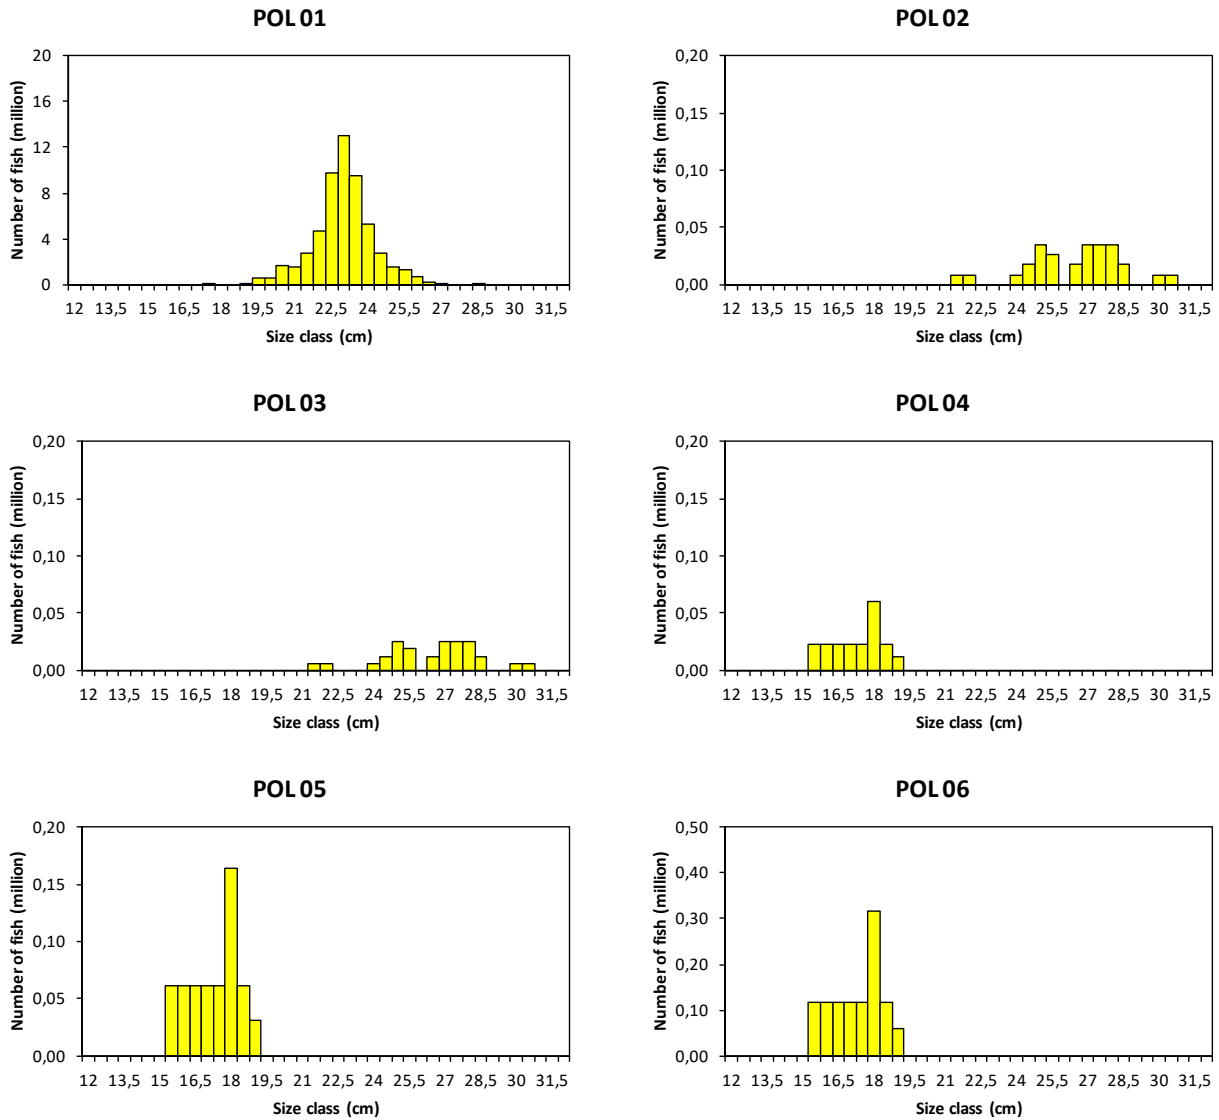 POL 01
Number of fish (million)
20
16
12
8
4
0
12 13,5 15 16,5 18 19,5 21 22,5 24 25,5 27 28,5 30 31,5
Size class (cm)
POL 02
Number of fish (million)
0,20
0,15
0,10
0,05
0,00
12 13,5 15 16,5 18 19,5 21 22,5 24 25,5 27 28,5 30 31,5
Size class (cm)
POL 03
Number of fish (million)
0,20
0,15
0,10
0,05
0,00
12 13,5 15 16,5 18 19,5 21 22,5 24 25,5 27 28,5 30 31,5
Size class (cm)
POL 04
Number of fish (million)
0,20
0,15
0,10
0,05
0,00
12 13,5 15 16,5 18 19,5 21 22,5 24 25,5 27 28,5 30 31,5
Size class (cm)
POL 05
Number of fish (million)
0,20
0,15
0,10
0,05
0,00
12 13,5 15 16,5 18 19,5 21 22,5 24 25,5 27 28,5 30 31,5
Size class (cm)
POL 06
Number of fish (million)
0,50
0,40
0,30
0,20
0,10
0,00
12 13,5 15 16,5 18 19,5 21 22,5 24 25,5 27 28,5 30 31,5
Size class (cm)